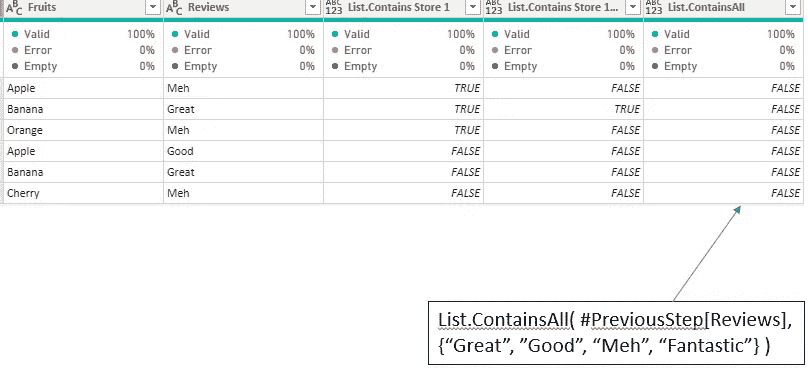 ABC Fruits ABC Reviews ABC 123 List.Contains Store 1 ABC 123 List.Contains Store 1... ABC 123 List.ContainsAll
Valid 100% Valid 100% Valid 100% Valid 100% Valid 100%
Error 0% Error 0% Error 0% Error 0% Error 0%
Empty 0% Empty 0% Empty 0% Empty 0% Empty 0%
Apple Meh TRUE FALSE FALSE
Banana Great TRUE TRUE FALSE
Orange Meh TRUE FALSE FALSE
Apple Good FALSE FALSE FALSE
Banana Great FALSE FALSE FALSE
Cherry Meh FALSE FALSE FALSE
List.ContainsAll( #PreviousStep[Reviews],
{“Great”, ”Good”, “Meh”, “Fantastic”} )